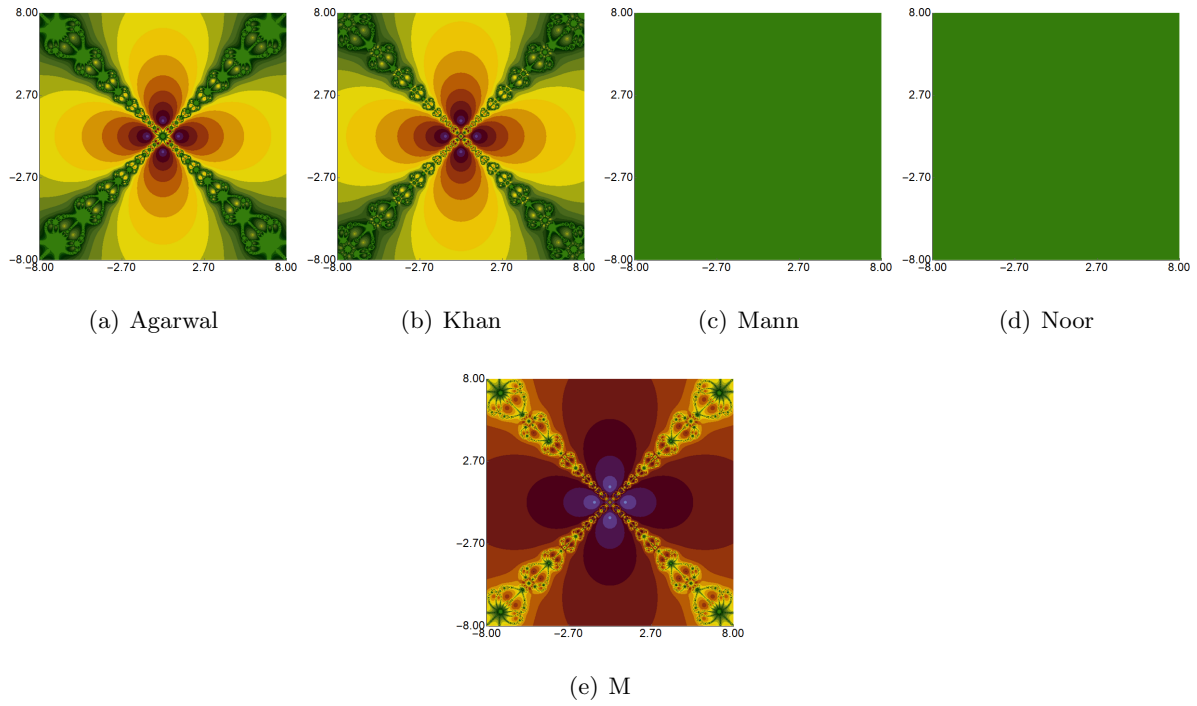 8.00 8.00 8.00 8.00
2.70 2.70 2.70 2.70
−2.70 −2.70 −2.70 −2.70
−8.00 −8.00 −8.00 −8.00
−8.00 −2.70 2.70 8.00 −8.00 −2.70 2.70 8.00 −8.00 −2.70 2.70 8.00 −8.00 −2.70 2.70 8.00
(a) Agarwal (b) Khan (c) Mann (d) Noor
8.00
2.70
−2.70
−8.00
−8.00 −2.70 2.70 8.00
(e) M